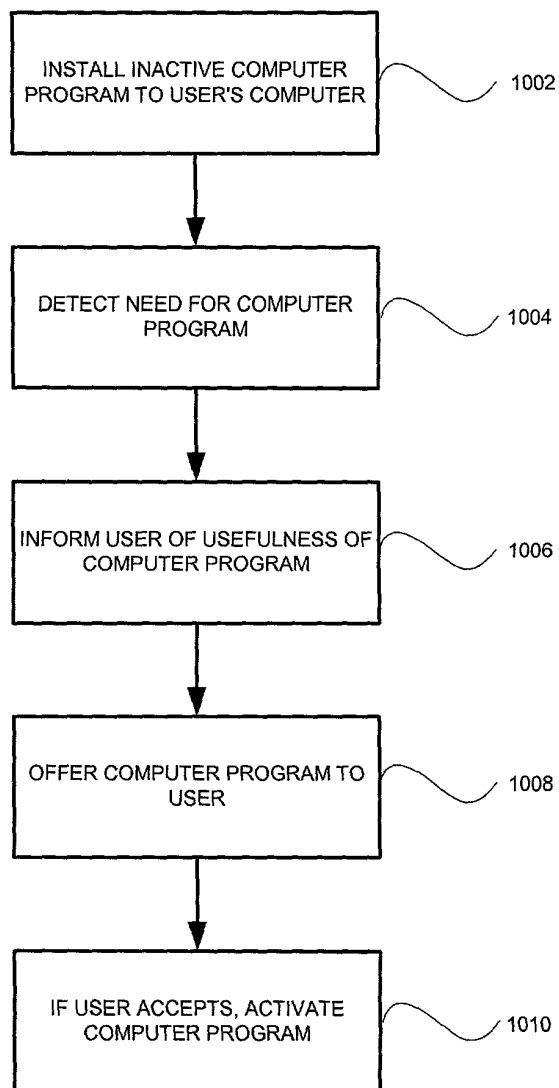 INSTALL INACTIVE COMPUTER
PROGRAM TO USER'S COMPUTER
1002
DETECT NEED FOR COMPUTER
PROGRAM
1004
INFORM USER OF USEFULNESS OF
COMPUTER PROGRAM
1006
OFFER COMPUTER PROGRAM TO
USER
1008
IF USER ACCEPTS, ACTIVATE
COMPUTER PROGRAM
1010